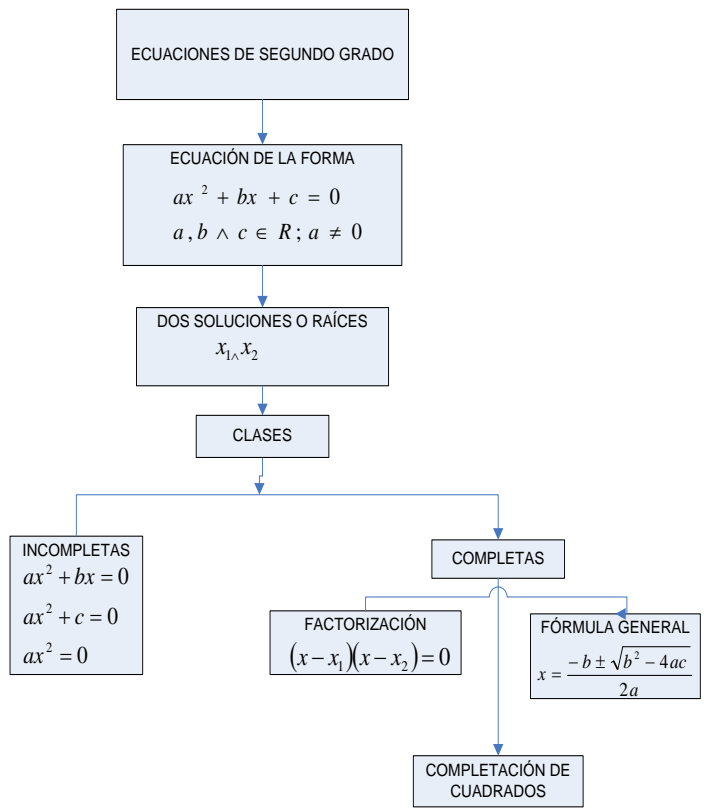 ECUACIONES DE SEGUNDO GRADO
ECUACIÓN DE LA FORMA
ax² + bx + c = 0
a, b ∧ c ∈ R; a ≠ 0
DOS SOLUCIONES O RAÍCES
x₁∧x₂
CLASES
INCOMPLETAS
ax² + bx = 0
ax² + c = 0
ax² = 0
COMPLETAS
FACTORIZACIÓN
(x − x₁)(x − x₂) = 0
FÓRMULA GENERAL
x = (−b ± √(b² − 4ac)) / 2a
COMPLETACIÓN DE
CUADRADOS